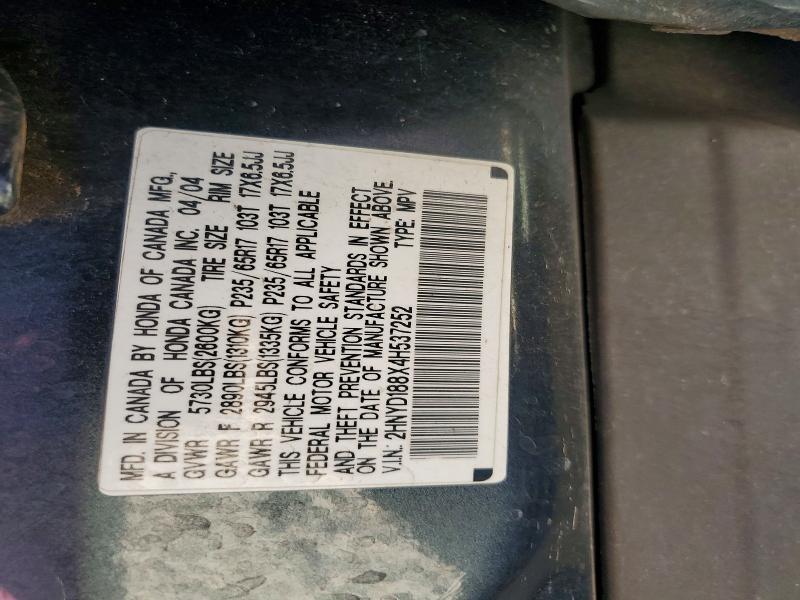 MFD. IN CANADA BY HONDA OF CANADA MFG.,
A DIVISION OF HONDA CANADA INC. 04/04
GVWR 5730LBS(2600KG) TIRE SIZE RIM SIZE
GAWR F 2890LBS(1310KG) P235/65R17 103T 17X6.5JJ
GAWR R 2945LBS(1335KG) P235/65R17 103T 17X6.5JJ
THIS VEHICLE CONFORMS TO ALL APPLICABLE
FEDERAL MOTOR VEHICLE SAFETY
AND THEFT PREVENTION STANDARDS IN EFFECT
ON THE DATE OF MANUFACTURE SHOWN ABOVE.
V.I.N.: 2HNYD188X4H537252 TYPE: MPV